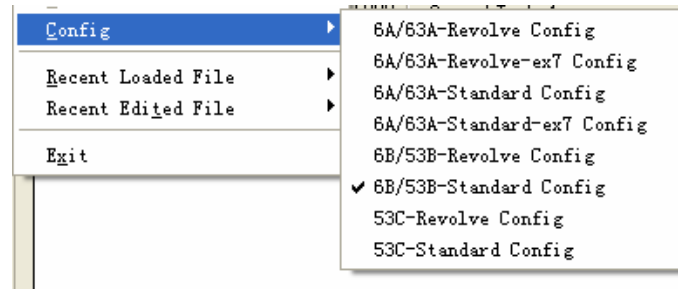 Config
Recent Loaded File
Recent Edited File
Exit
6A/63A-Revolve Config
6A/63A-Revolve-ex7 Config
6A/63A-Standard Config
6A/63A-Standard-ex7 Config
6B/53B-Revolve Config
6B/53B-Standard Config
53C-Revolve Config
53C-Standard Config